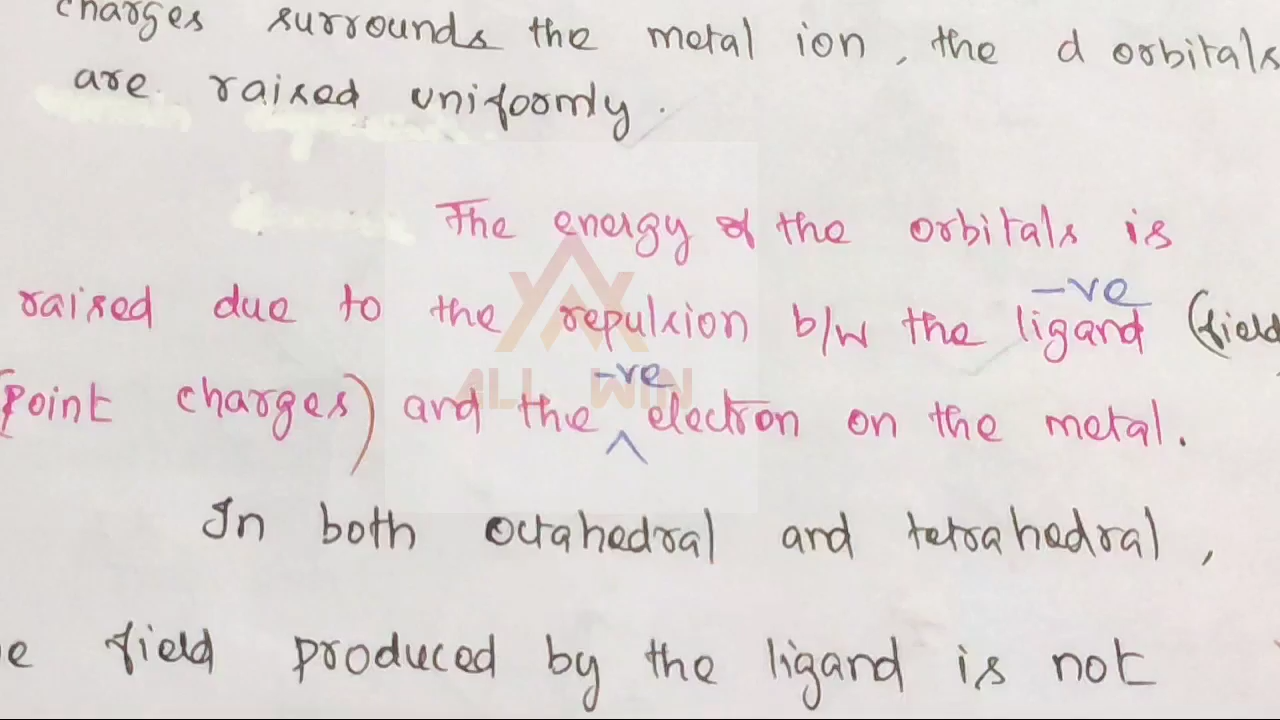 charges surrounds the metal ion, the d orbitals
are raised uniformly.
The energy of the orbitals is
-ve
raised due to the repulsion b/w the ligand (field
-ve
point charges) and the electron on the metal.
ALL WIN
In both octahedral and tetrahedral,
field produced by the ligand is not